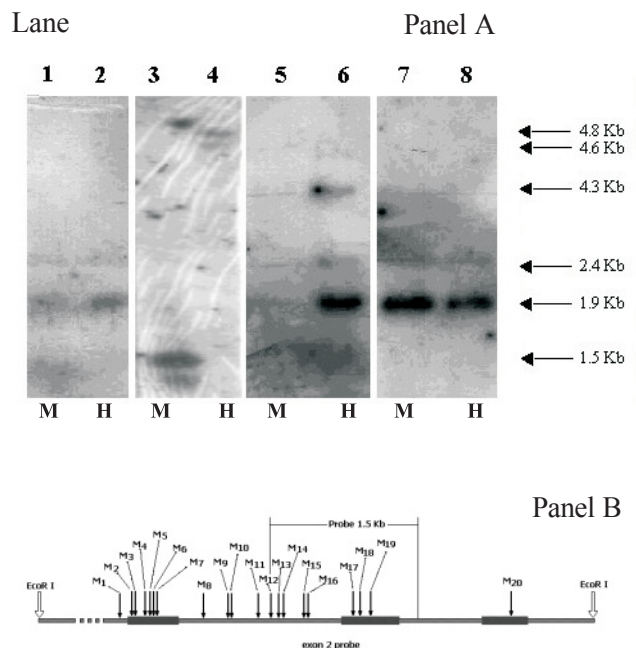 Lane Panel A
1 2 3 4 5 6 7 8
4.8 Kb
4.6 Kb
4.3 Kb
2.4 Kb
1.9 Kb
1.5 Kb
M H M H M H M H
Panel B
Probe 1.5 Kb
EcoR I M1 M2 M3 M4 M5 M6 M7 M8 M9 M10 M11 M12 M13 M14 M15 M16 M17 M18 M19 M20 EcoR I
exon 2 probe